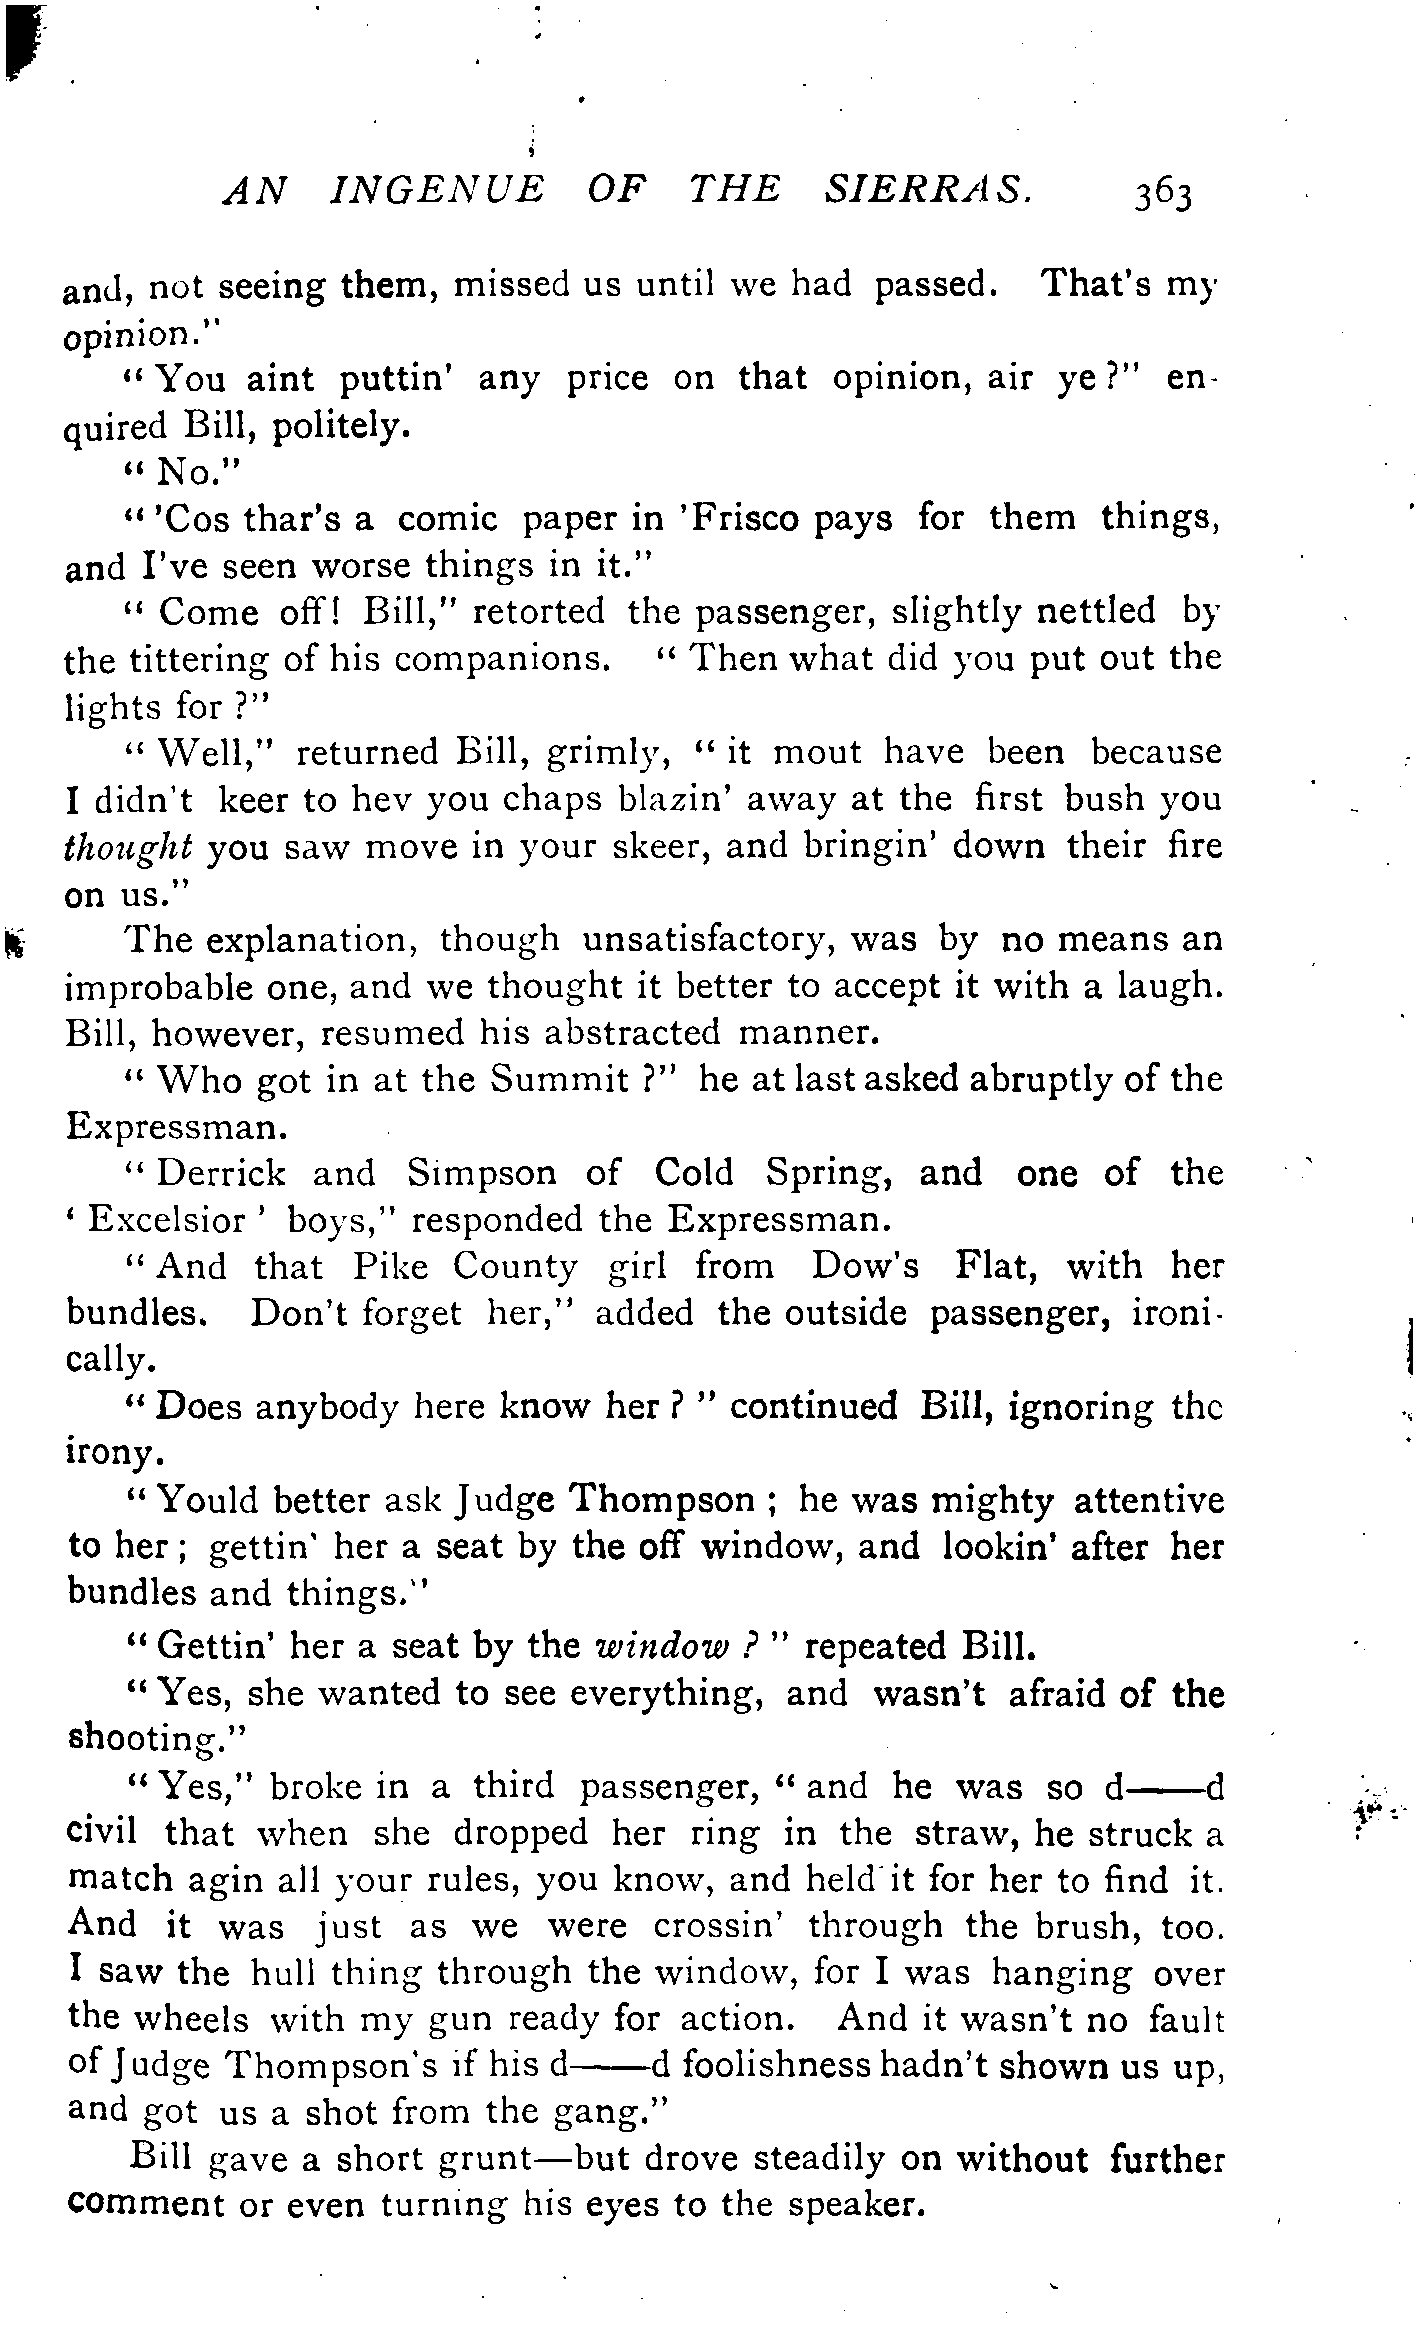 AN INGENUE OF THE SIERRAS. 363
and, not seeing them, missed us until we had passed. That's my
opinion."
"You aint puttin' any price on that opinion, air ye?" en-
quired Bill, politely.
"No."
"'Cos thar's a comic paper in 'Frisco pays for them things,
and I've seen worse things in it."
"Come off! Bill," retorted the passenger, slightly nettled by
the tittering of his companions. "Then what did you put out the
lights for?"
"Well," returned Bill, grimly, "it mout have been because
I didn't keer to hev you chaps blazin' away at the first bush you
thought you saw move in your skeer, and bringin' down their fire
on us."
The explanation, though unsatisfactory, was by no means an
improbable one, and we thought it better to accept it with a laugh.
Bill, however, resumed his abstracted manner.
"Who got in at the Summit?" he at last asked abruptly of the
Expressman.
"Derrick and Simpson of Cold Spring, and one of the
'Excelsior' boys," responded the Expressman.
"And that Pike County girl from Dow's Flat, with her
bundles. Don't forget her," added the outside passenger, ironi-
cally.
"Does anybody here know her?" continued Bill, ignoring the
irony.
"Yould better ask Judge Thompson; he was mighty attentive
to her; gettin' her a seat by the off window, and lookin' after her
bundles and things."
"Gettin' her a seat by the window?" repeated Bill.
"Yes, she wanted to see everything, and wasn't afraid of the
shooting."
"Yes," broke in a third passenger, "and he was so d——d
civil that when she dropped her ring in the straw, he struck a
match agin all your rules, you know, and held it for her to find it.
And it was just as we were crossin' through the brush, too.
I saw the hull thing through the window, for I was hanging over
the wheels with my gun ready for action. And it wasn't no fault
of Judge Thompson's if his d——d foolishness hadn't shown us up,
and got us a shot from the gang."
Bill gave a short grunt—but drove steadily on without further
comment or even turning his eyes to the speaker.